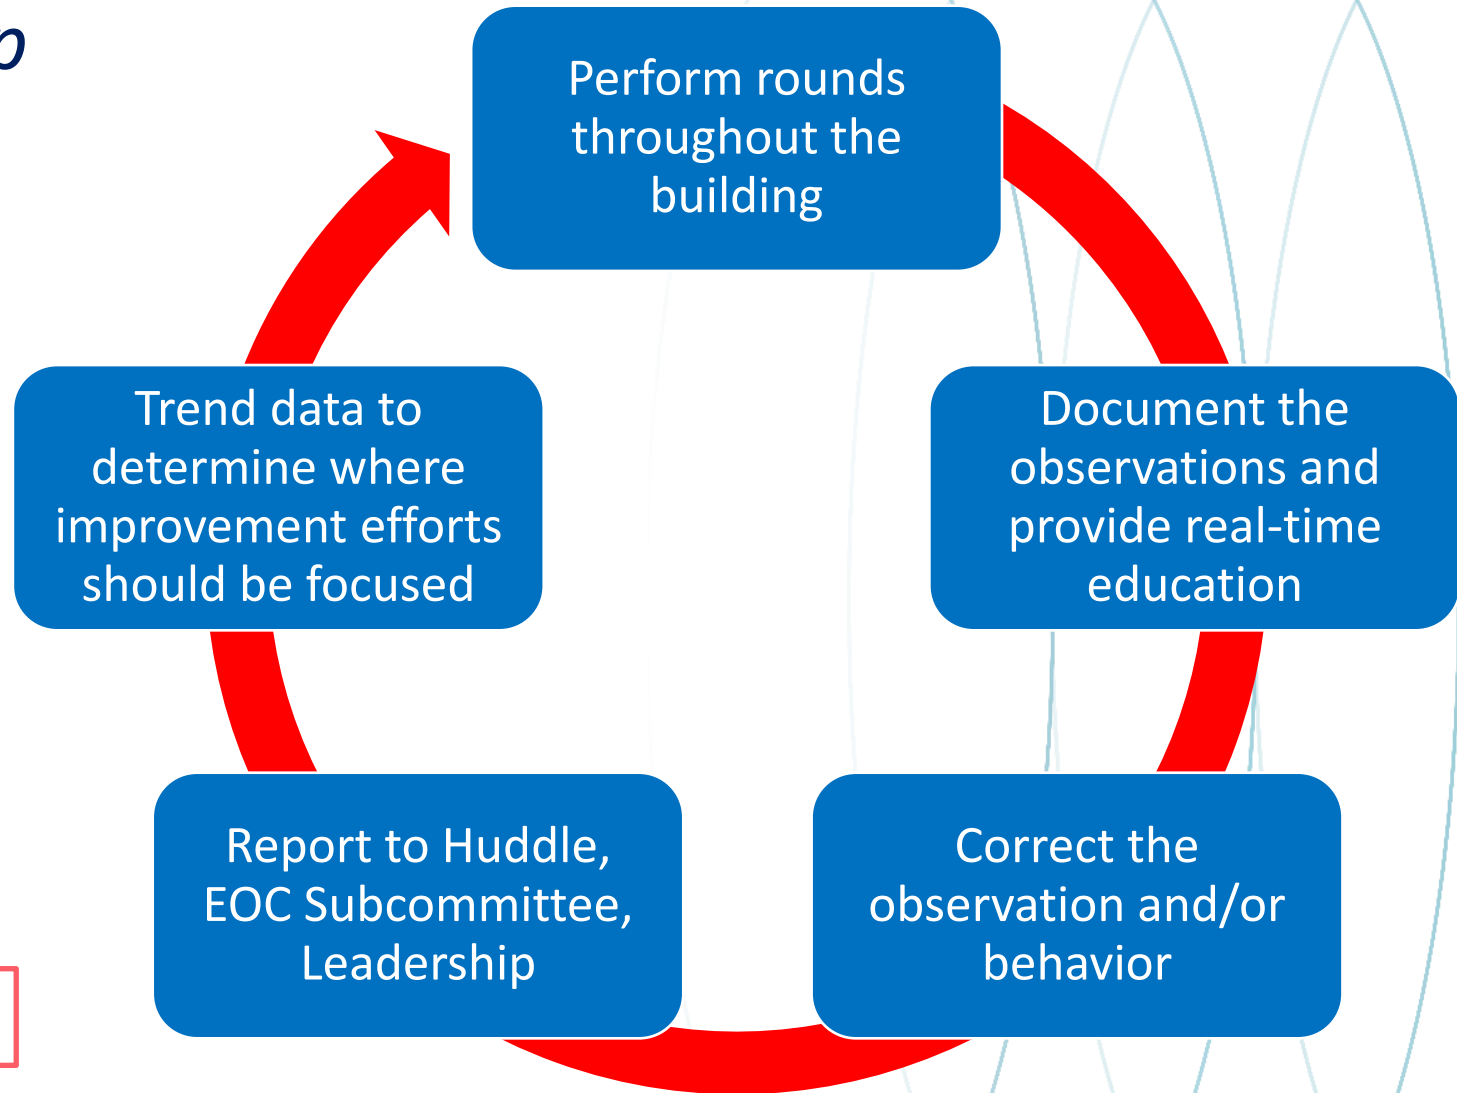 p
Perform rounds
throughout the
building
Document the
observations and
provide real-time
education
Correct the
observation and/or
behavior
Report to Huddle,
EOC Subcommittee,
Leadership
Trend data to
determine where
improvement efforts
should be focused